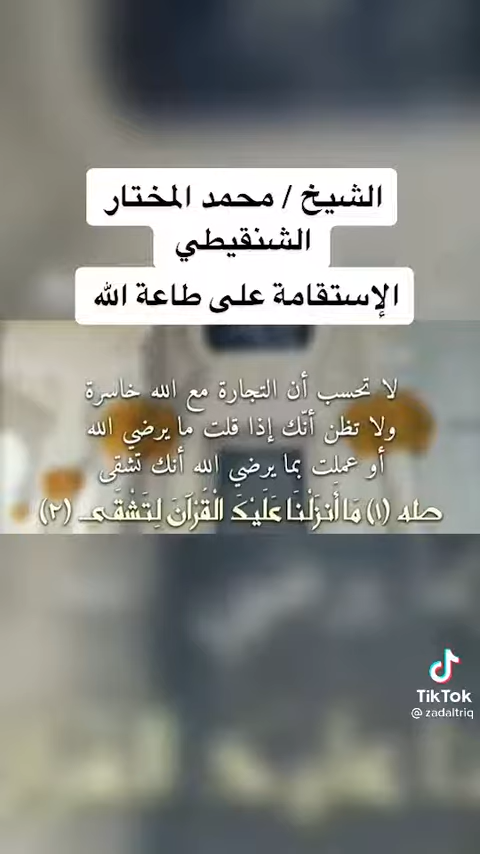 الشيخ / محمد المختار
الشنقيطي
الإستقامة على طاعة الله
لا تحسب أن التجارة مع الله خاسرة
ولا تظن أنّك إذا قلت ما يرضي الله
أو عملت بما يرضي الله أنك تشقى
طه (١) مَا أَنزَلْنَا عَلَيْكَ الْقُرْآنَ لِتَشْقَى (٢)
TikTok
@zadaltriq